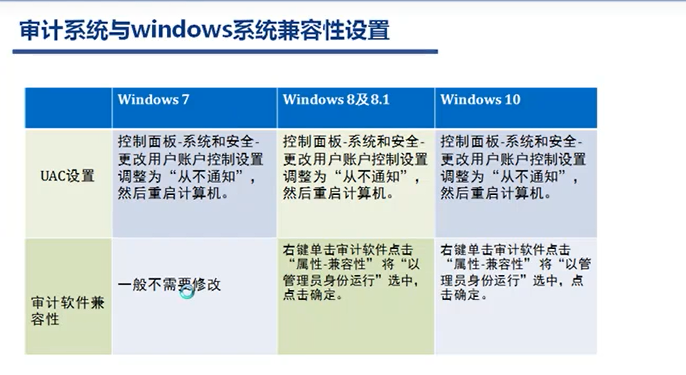 审计系统与windows系统兼容性设置
Windows 7
Windows 8及8.1
Windows 10
UAC设置
控制面板-系统和安全-
更改用户账户控制设置
调整为“从不通知”，
然后重启计算机。
控制面板-系统和安全-
更改用户账户控制设置
调整为“从不通知”，
然后重启计算机。
控制面板-系统和安全-
更改用户账户控制设置
调整为“从不通知”，
然后重启计算机。
审计软件兼
容性
一般不需要修改
右键单击审计软件点击
“属性-兼容性”将“以
管理员身份运行”选中，
点击确定。
右键单击审计软件点击
“属性-兼容性”将“以管
理员身份运行”选中，点
击确定。